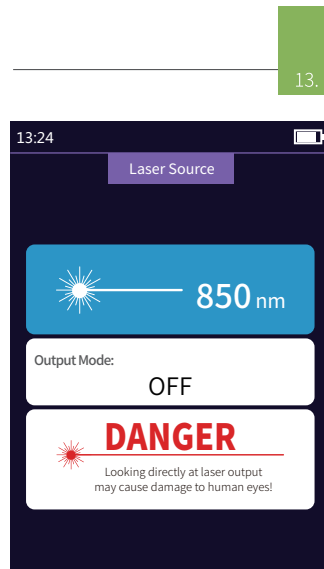 13.
13:24
Laser Source
850 nm
Output Mode:
OFF
DANGER
Looking directly at laser output
may cause damage to human eyes!